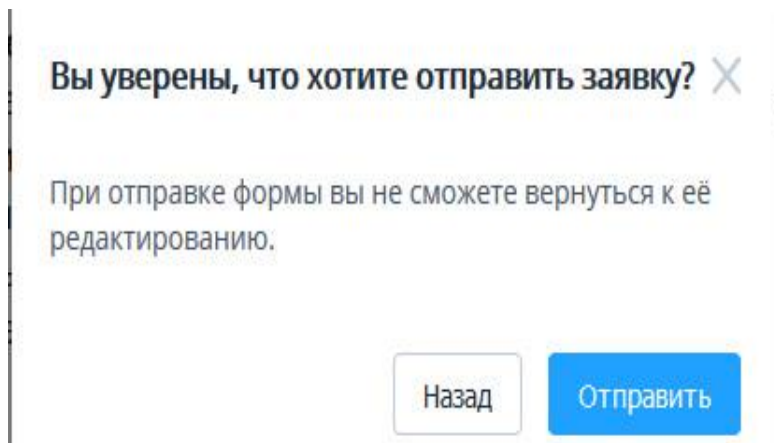 Вы уверены, что хотите отправить заявку?
При отправке формы вы не сможете вернуться к её
редактированию.
Назад
Отправить